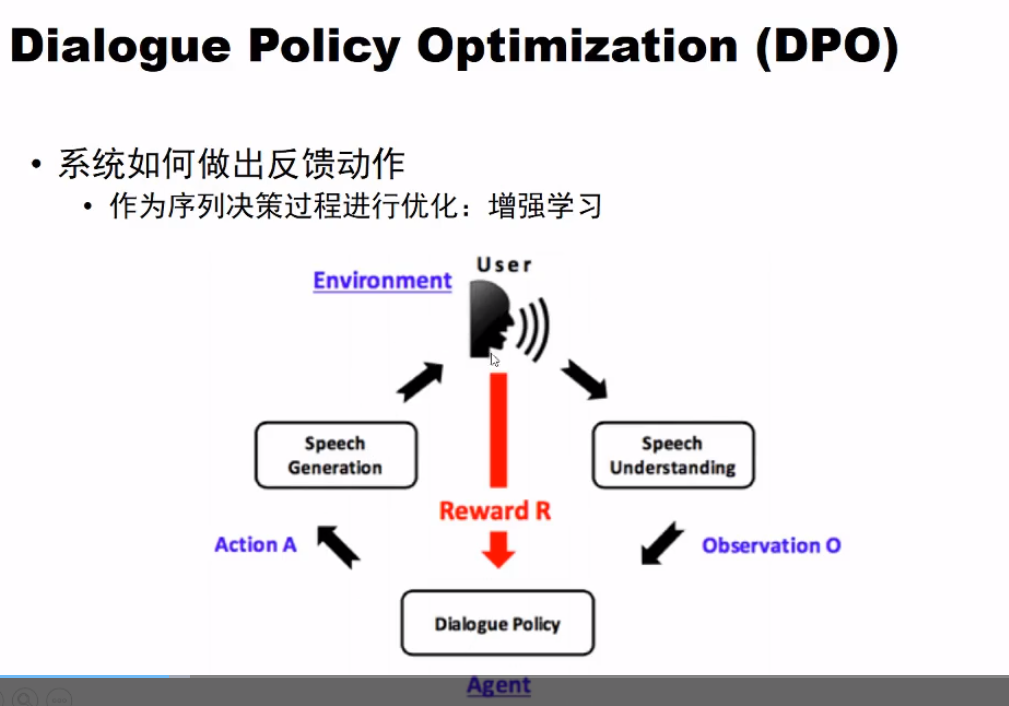 Dialogue Policy Optimization (DPO)
• 系统如何做出反馈动作
• 作为序列决策过程进行优化：增强学习
User
Environment
Speech
Generation
Speech
Understanding
Reward R
Action A
Observation O
Dialogue Policy
Agent